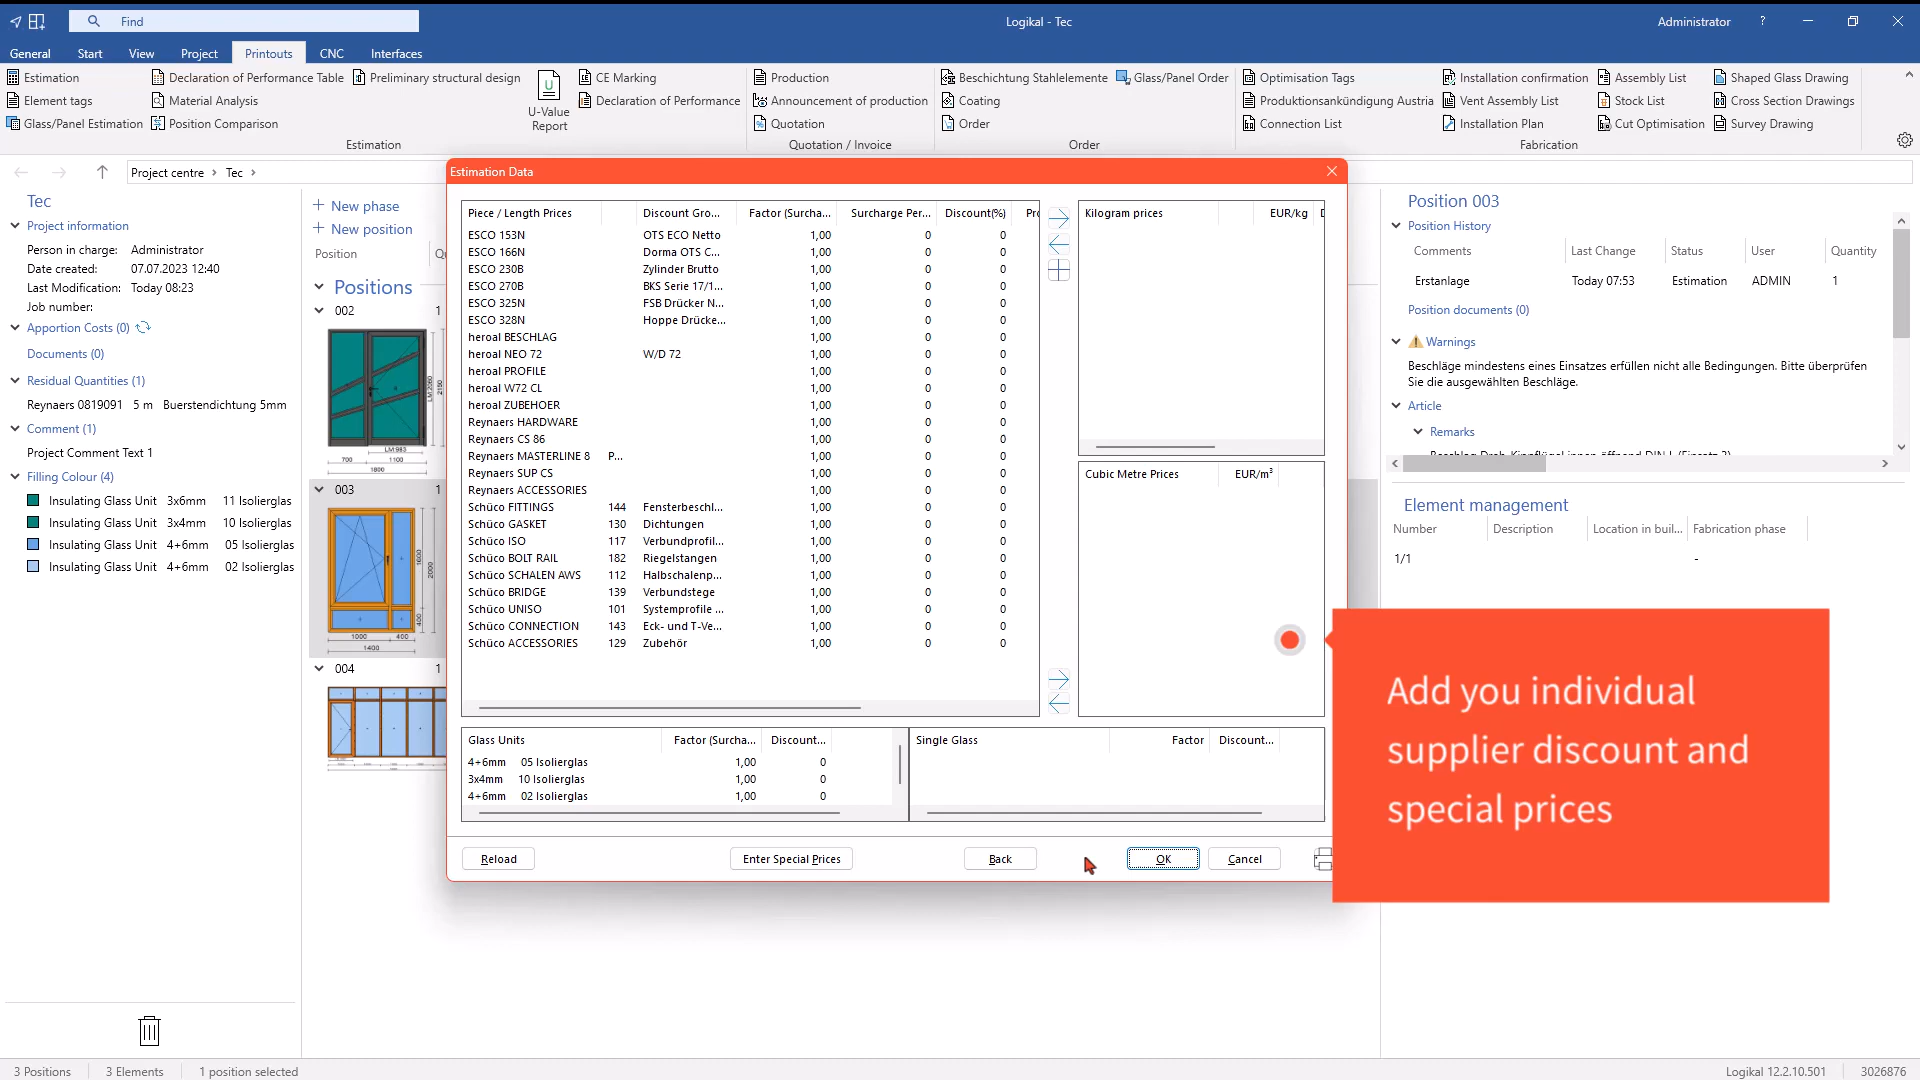 Find
Logikal - Tec
Administrator
?
General Start View Project Printouts CNC Interfaces
Estimation
Element tags
Glass/Panel Estimation
Declaration of Performance Table
Material Analysis
Position Comparison
Preliminary structural design
U-Value
Report
CE Marking
Declaration of Performance
Estimation
Production
Announcement of production
Quotation
Quotation / Invoice
Beschichtung Stahlelemente
Coating
Order
Glass/Panel Order
Order
Optimisation Tags
Produktionsankündigung Austria
Connection List
Installation confirmation
Vent Assembly List
Installation Plan
Assembly List
Stock List
Cut Optimisation
Shaped Glass Drawing
Cross Section Drawings
Survey Drawing
Fabrication
Project centre > Tec >
Tec
Project information
Person in charge: Administrator
Date created: 07.07.2023 12:40
Last Modification: Today 08:23
Job number:
Apportion Costs (0)
Documents (0)
Residual Quantities (1)
Reynaers 0819091 5 m Buerstendichtung 5mm
Comment (1)
Project Comment Text 1
Filling Colour (4)
Insulating Glass Unit 3x6mm 11 Isolierglas
Insulating Glass Unit 3x4mm 10 Isolierglas
Insulating Glass Unit 4+6mm 05 Isolierglas
Insulating Glass Unit 4+6mm 02 Isolierglas
New phase
New position
Position
Positions
002 1
700 1100
1800
003 1
1600
400
2000
1000 400
1400
004 1
Estimation Data
Piece / Length Prices Discount Gro... Factor (Surcha... Surcharge Per... Discount(%)
ESCO 153N OTS ECO Netto 1,00 0 0
ESCO 166N Dorma OTS C... 1,00 0 0
ESCO 230B Zylinder Brutto 1,00 0 0
ESCO 270B BKS Serie 17/1... 1,00 0 0
ESCO 325N FSB Drücker N... 1,00 0 0
ESCO 328N Hoppe Drücke... 1,00 0 0
heroal BESCHLAG 1,00 0 0
heroal NEO 72 W/D 72 1,00 0 0
heroal PROFILE 1,00 0 0
heroal W72 CL 1,00 0 0
heroal ZUBEHOER 1,00 0 0
Reynaers HARDWARE 1,00 0 0
Reynaers CS 86 1,00 0 0
Reynaers MASTERLINE 8 P... 1,00 0 0
Reynaers SUP CS 1,00 0 0
Reynaers ACCESSORIES 1,00 0 0
Schüco FITTINGS 144 Fensterbeschl... 1,00 0 0
Schüco GASKET 130 Dichtungen 1,00 0 0
Schüco ISO 117 Verbundprofil... 1,00 0 0
Schüco BOLT RAIL 182 Riegelstangen 1,00 0 0
Schüco SCHALEN AWS 112 Halbschalenp... 1,00 0 0
Schüco BRIDGE 139 Verbundstege 1,00 0 0
Schüco UNISO 101 Systemprofile ... 1,00 0 0
Schüco CONNECTION 143 Eck- und T-Ve... 1,00 0 0
Schüco ACCESSORIES 129 Zubehör 1,00 0 0
Kilogram prices EUR/kg
Cubic Metre Prices EUR/m³
Glass Units Factor (Surcha... Discount...
4+6mm 05 Isolierglas 1,00 0
3x4mm 10 Isolierglas 1,00 0
4+6mm 02 Isolierglas 1,00 0
Single Glass Factor Discount...
Reload Enter Special Prices Back OK Cancel
Position 003
Position History
Comments Last Change Status User Quantity
Erstanlage Today 07:53 Estimation ADMIN 1
Position documents (0)
Warnings
Beschläge mindestens eines Einsatzes erfüllen nicht alle Bedingungen. Bitte überprüfen
Sie die ausgewählten Beschläge.
Article
Remarks
Element management
Number Description Location in buil... Fabrication phase
1/1 -
Add you individual
supplier discount and
special prices
3 Positions 3 Elements 1 position selected
Logikal 12.2.10.501 3026876